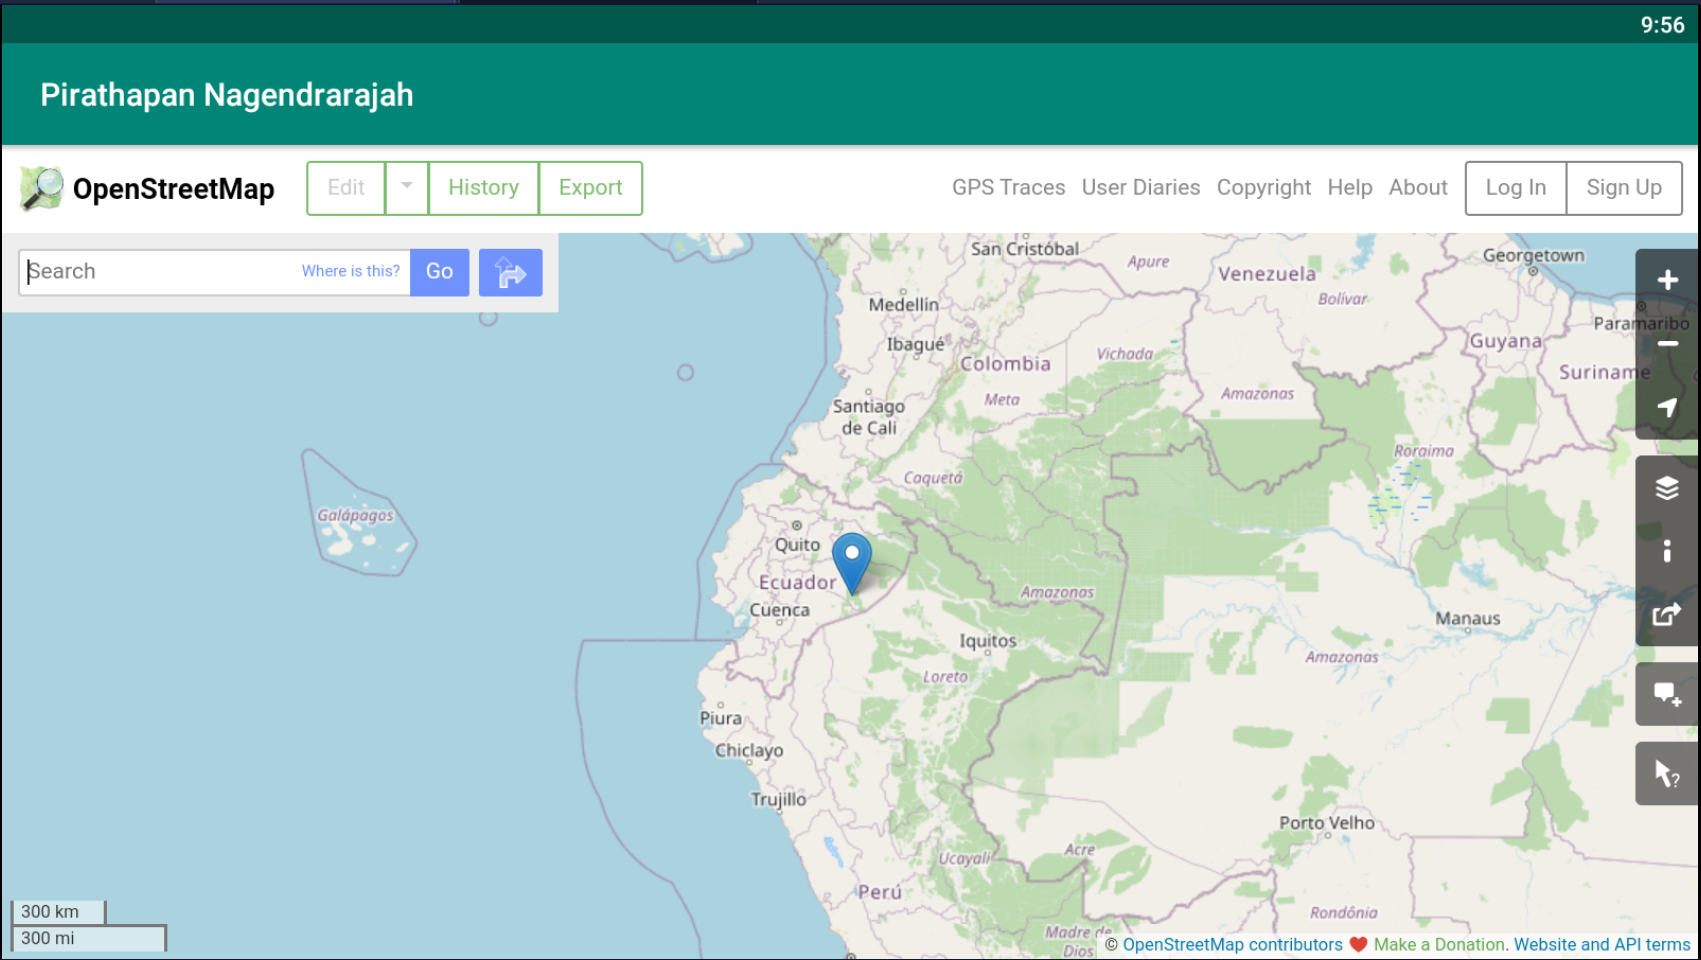 9:56
Pirathapan Nagendrarajah
OpenStreetMap
Edit
History
Export
GPS Traces
User Diaries
Copyright
Help
About
Log In
Sign Up
Search
Where is this?
Go
San Cristóbal
Apure
Venezuela
Georgetown
Medellín
Bolívar
Paramaribo
Ibagué
Guyana
Colombia
Vichada
Suriname
Santiago
de Cali
Meta
Amazonas
Roraima
Caquetá
Galápagos
Quito
Ecuador
Cuenca
Amazonas
Iquitos
Manaus
Amazonas
Loreto
Piura
Chiclayo
Trujillo
Porto Velho
Acre
Ucayali
Perú
Rondônia
Madre de
Dios
300 km
300 mi
© OpenStreetMap contributors ❤️ Make a Donation. Website and API terms